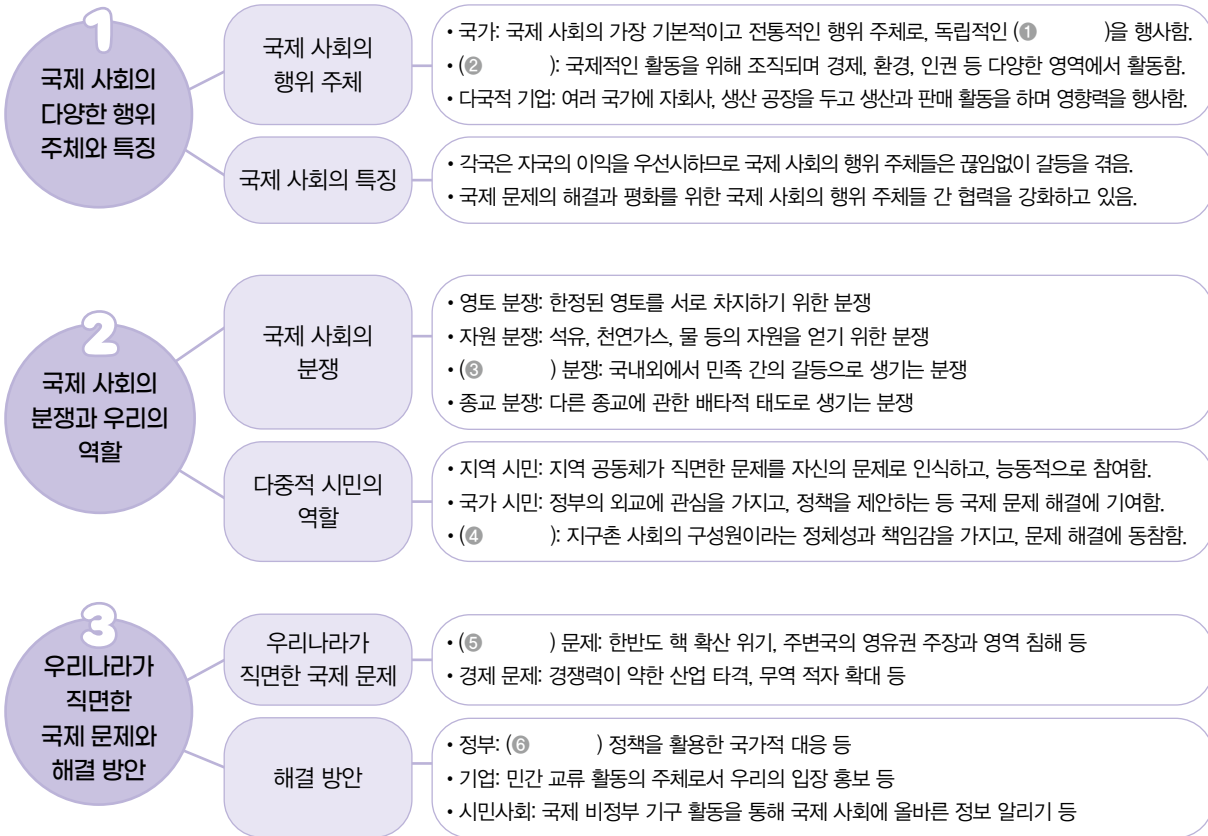 1
국제 사회의
다양한 행위
주체와 특징
국제 사회의
행위 주체
• 국가: 국제 사회의 가장 기본적이고 전통적인 행위 주체로, 독립적인 (❶ )을 행사함.
• (❷ ): 국제적인 활동을 위해 조직되며 경제, 환경, 인권 등 다양한 영역에서 활동함.
• 다국적 기업: 여러 국가에 자회사, 생산 공장을 두고 생산과 판매 활동을 하며 영향력을 행사함.
국제 사회의 특징
• 각국은 자국의 이익을 우선시하므로 국제 사회의 행위 주체들은 끊임없이 갈등을 겪음.
• 국제 문제의 해결과 평화를 위한 국제 사회의 행위 주체들 간 협력을 강화하고 있음.
2
국제 사회의
분쟁과 우리의
역할
국제 사회의
분쟁
• 영토 분쟁: 한정된 영토를 서로 차지하기 위한 분쟁
• 자원 분쟁: 석유, 천연가스, 물 등의 자원을 얻기 위한 분쟁
• (❸ ) 분쟁: 국내외에서 민족 간의 갈등으로 생기는 분쟁
• 종교 분쟁: 다른 종교에 관한 배타적 태도로 생기는 분쟁
다중적 시민의
역할
• 지역 시민: 지역 공동체가 직면한 문제를 자신의 문제로 인식하고, 능동적으로 참여함.
• 국가 시민: 정부의 외교에 관심을 가지고, 정책을 제안하는 등 국제 문제 해결에 기여함.
• (❹ ): 지구촌 사회의 구성원이라는 정체성과 책임감을 가지고, 문제 해결에 동참함.
3
우리나라가
직면한
국제 문제와
해결 방안
우리나라가
직면한 국제 문제
• (❺ ) 문제: 한반도 핵 확산 위기, 주변국의 영유권 주장과 영역 침해 등
• 경제 문제: 경쟁력이 약한 산업 타격, 무역 적자 확대 등
해결 방안
• 정부: (❻ ) 정책을 활용한 국가적 대응 등
• 기업: 민간 교류 활동의 주체로서 우리의 입장 홍보 등
• 시민사회: 국제 비정부 기구 활동을 통해 국제 사회에 올바른 정보 알리기 등